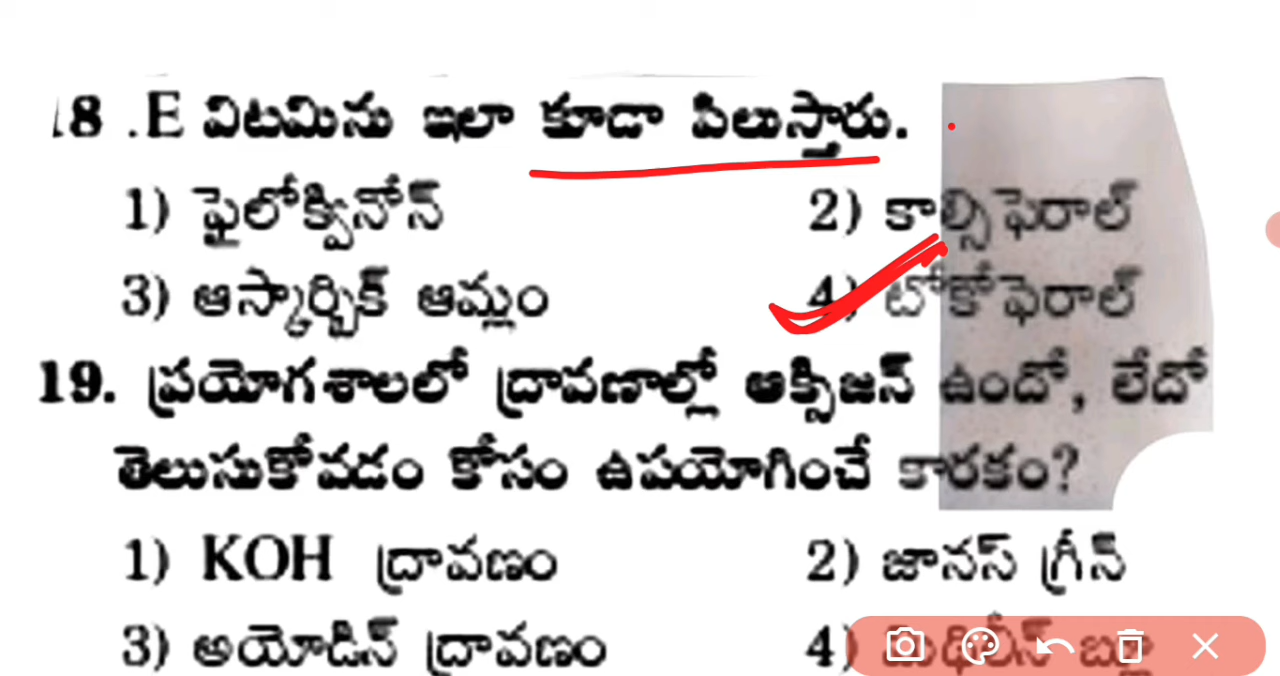 18 .E విటమిను ఇలా కూడా పిలుస్తారు.
1) ఫైలోక్వినోన్ 2) కాల్సిఫెరాల్
3) ఆస్కార్బిక్ ఆమ్లం 4) టోకోఫెరాల్
19. ప్రయోగశాలలో ద్రావణాల్లో ఆక్సిజన్ ఉందో, లేదో
తెలుసుకోవడం కోసం ఉపయోగించే కారకం?
1) KOH ద్రావణం 2) జానస్ గ్రీన్
3) అయోడిన్ ద్రావణం 4) మిథిలీన్ బ్లూ